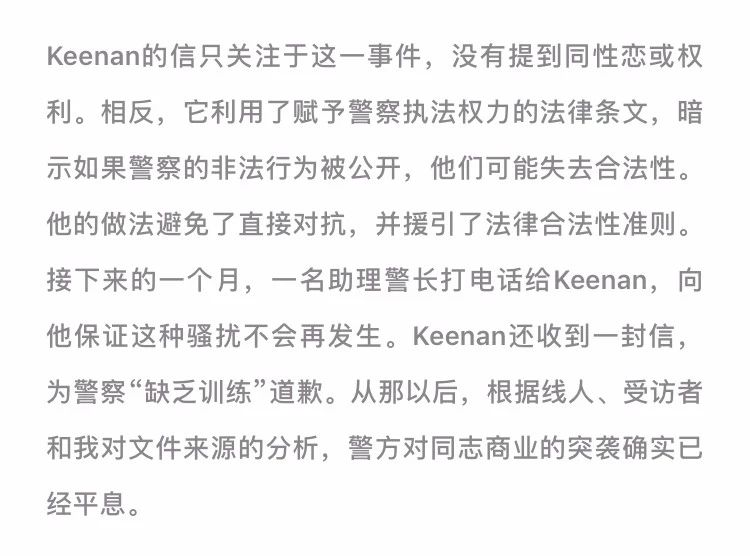 Keenan的信只关注于这一事件，没有提到同性恋或权
利。相反，它利用了赋予警察执法权力的法律条文，暗
示如果警察的非法行为被公开，他们可能失去合法性。
他的做法避免了直接对抗，并援引了法律合法性准则。
接下来的一个月，一名助理警长打电话给Keenan，向
他保证这种骚扰不会再发生。Keenan还收到一封信，
为警察“缺乏训练”道歉。从那以后，根据线人、受访者
和我对文件来源的分析，警方对同志商业的突袭确实已
经平息。